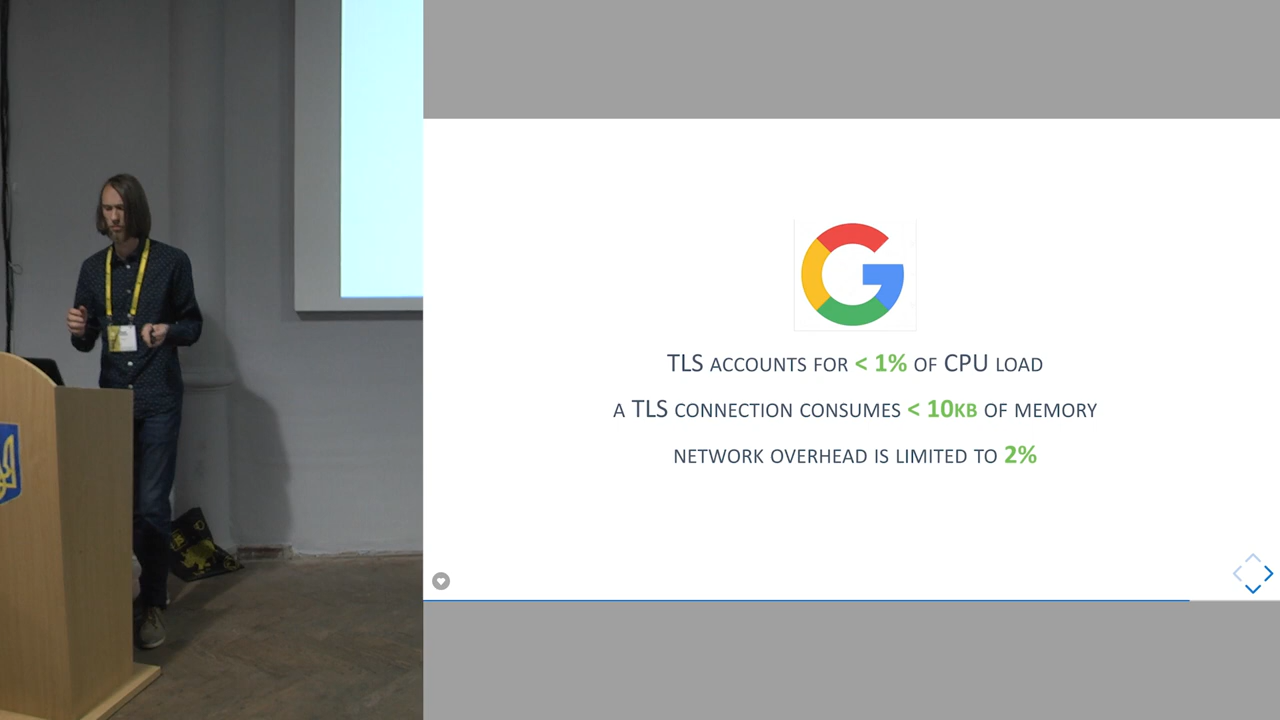 TLS ACCOUNTS FOR < 1% OF CPU LOAD
A TLS CONNECTION CONSUMES < 10KB OF MEMORY
NETWORK OVERHEAD IS LIMITED TO 2%